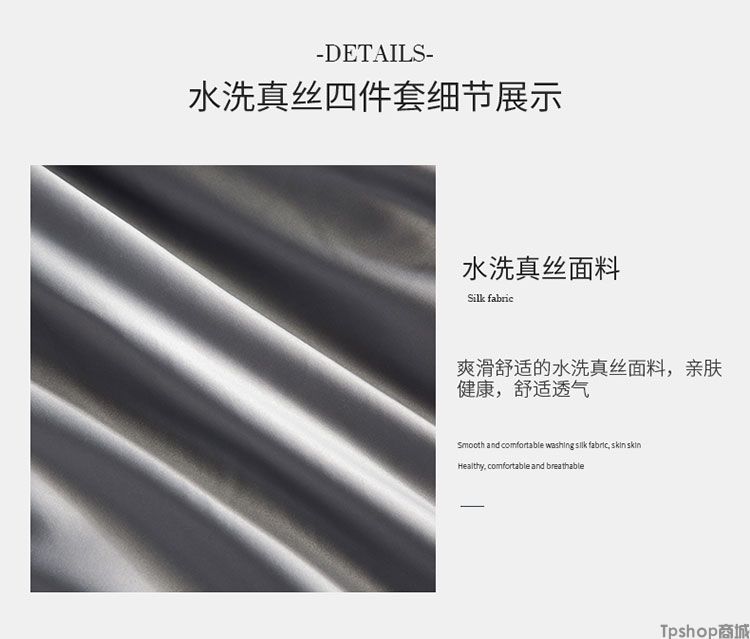 -DETAILS-
水洗真丝四件套细节展示
水洗真丝面料
Silk fabric
爽滑舒适的水洗真丝面料，亲肤
健康，舒适透气
Smooth and comfortable washing silk fabric, skin skin
Healthy, comfortable and breathable
Tpshop商城